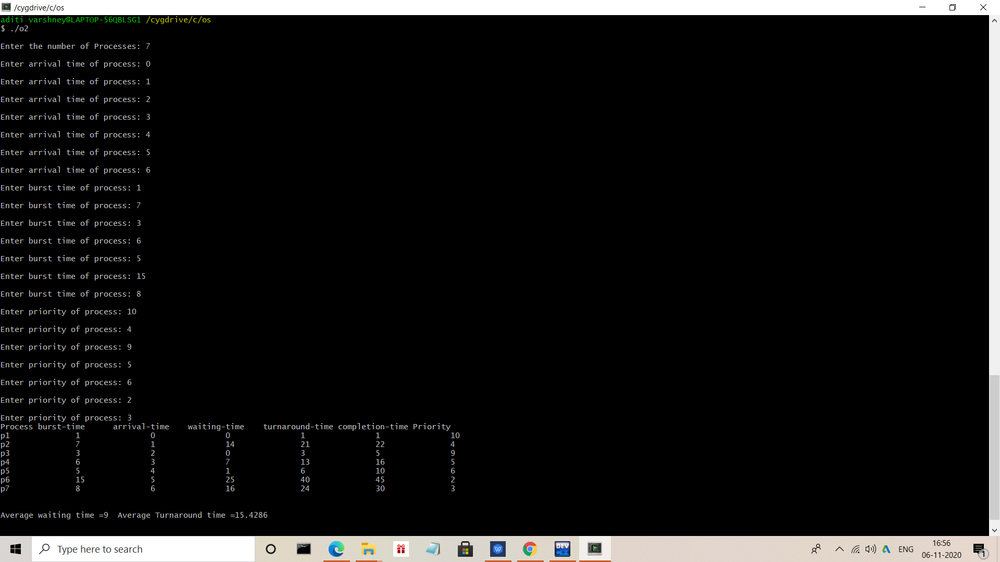 /cygdrive/c/os
aditi varshney@LAPTOP-56QBLSG1 /cygdrive/c/os
$ ./o2
Enter the number of Processes: 7
Enter arrival time of process: 0
Enter arrival time of process: 1
Enter arrival time of process: 2
Enter arrival time of process: 3
Enter arrival time of process: 4
Enter arrival time of process: 5
Enter arrival time of process: 6
Enter burst time of process: 1
Enter burst time of process: 7
Enter burst time of process: 3
Enter burst time of process: 6
Enter burst time of process: 5
Enter burst time of process: 15
Enter burst time of process: 8
Enter priority of process: 10
Enter priority of process: 4
Enter priority of process: 9
Enter priority of process: 5
Enter priority of process: 6
Enter priority of process: 2
Enter priority of process: 3
Process burst-time arrival-time waiting-time turnaround-time completion-time Priority
p1 1 0 0 1 1 10
p2 7 1 14 21 22 4
p3 3 2 0 3 5 9
p4 6 3 7 13 16 5
p5 5 4 1 6 10 6
p6 15 5 25 40 45 2
p7 8 6 16 24 30 3
Average waiting time =9 Average Turnaround time =15.4286
Type here to search
W
DEV C++
ENG
16:56
06-11-2020
1